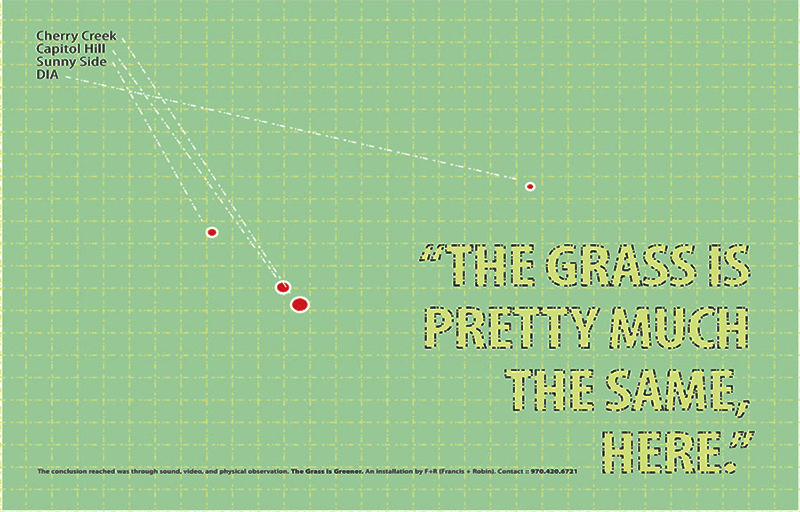 Cherry Creek
Capitol Hill
Sunny Side
DIA
“THE GRASS IS
PRETTY MUCH
THE SAME,
HERE.”
The conclusion reached was through sound, video, and physical observation. The Grass Is Greener. An installation by F+R (Francis + Robin). Contact :: 970.420.6721